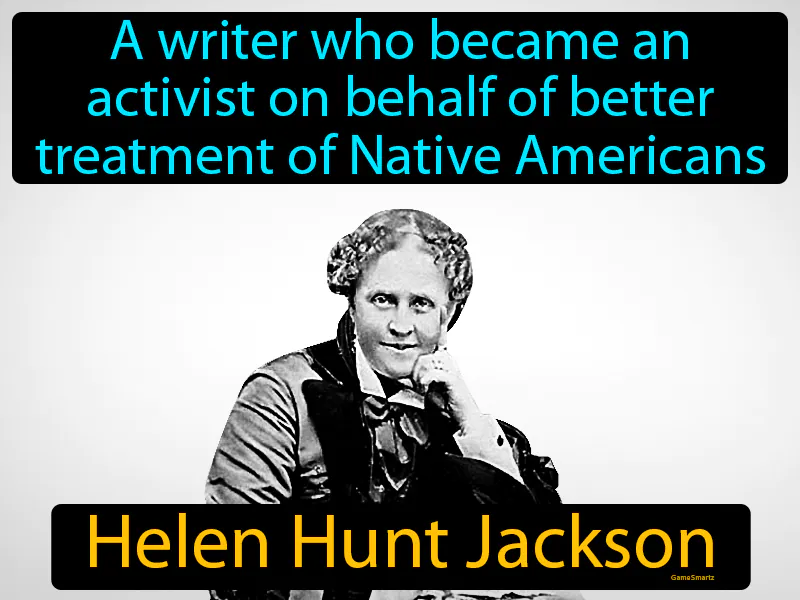 A writer who became an
activist on behalf of better
treatment of Native Americans
Helen Hunt Jackson
GameSmartz